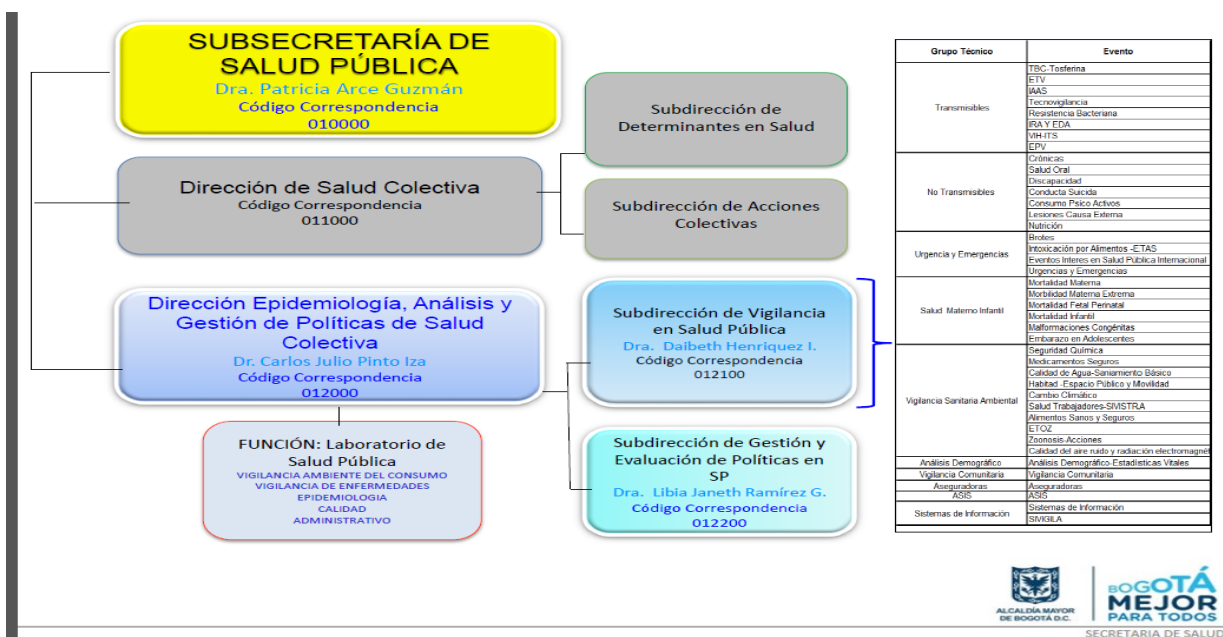 SUBSECRETARÍA DE
SALUD PÚBLICA
Dra. Patricia Arce Guzmán
Código Correspondencia
010000
Dirección de Salud Colectiva
Código Correspondencia
011000
Subdirección de
Determinantes en Salud
Subdirección de Acciones
Colectivas
Dirección Epidemiología, Análisis y
Gestión de Políticas de Salud
Colectiva
Dr. Carlos Julio Pinto Iza
Código Correspondencia
012000
Subdirección de Vigilancia
en Salud Pública
Dra. Daibeth Henriquez I.
Código Correspondencia
012100
FUNCIÓN: Laboratorio de
Salud Pública
VIGILANCIA AMBIENTE DEL CONSUMO
VIGILANCIA DE ENFERMEDADES
EPIDEMIOLOGIA
CALIDAD
ADMINISTRATIVO
Subdirección de Gestión y
Evaluación de Políticas en
SP
Dra. Libia Janeth Ramírez G.
Código Correspondencia
012200
Grupo Técnico Evento
Transmisibles
TBC-Tosferina
ETV
IAAS
Tecnovigilancia
Resistencia Bacteriana
IRA Y EDA
VIH-ITS
EPV
No Transmisibles
Crónicas
Salud Oral
Discapacidad
Conducta Suicida
Consumo Psico Activos
Lesiones Causa Externa
Nutrición
Urgencia y Emergencias
Brotes
Intoxicación por Alimentos -ETAS
Eventos Interes en Salud Pública Internacional
Urgencias y Emergencias
Salud Materno Infantil
Mortalidad Materna
Morbilidad Materna Extrema
Mortalidad Fetal Perinatal
Mortalidad Infantil
Malformaciones Congénitas
Embarazo en Adolescentes
Vigilancia Sanitaria Ambiental
Seguridad Química
Medicamentos Seguros
Calidad de Agua-Saniamiento Básico
Habitad -Espacio Público y Movilidad
Cambio Climático
Salud Trabajadores-SIVISTRA
Alimentos Sanos y Seguros
ETOZ
Zoonosis-Acciones
Calidad del aire ruido y radiación electromagnét
Análisis Demográfico Análisis Demográfico-Estadísticas Vitales
Vigilancia Comunitaria Vigilancia Comunitaria
Aseguradoras Aseguradoras
ASIS ASIS
Sistemas de Información
Sistemas de Información
SIVIGILA
ALCALDÍA MAYOR
DE BOGOTÁ D.C.
BOGOTÁ
MEJOR
PARA TODOS
SECRETARIA DE SALUD